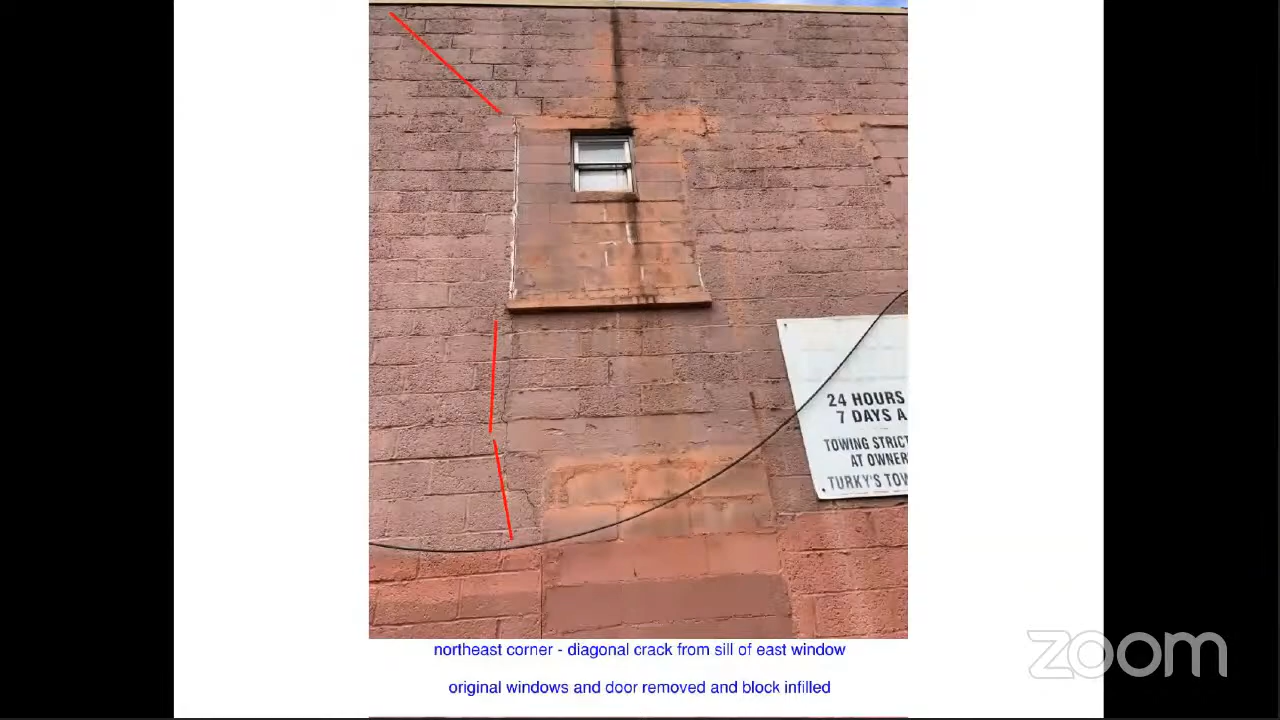 24 HOURS
7 DAYS A
TOWING STRICT
AT OWNER
TURKY'S TOW
northeast corner - diagonal crack from sill of east window
original windows and door removed and block infilled
zoom